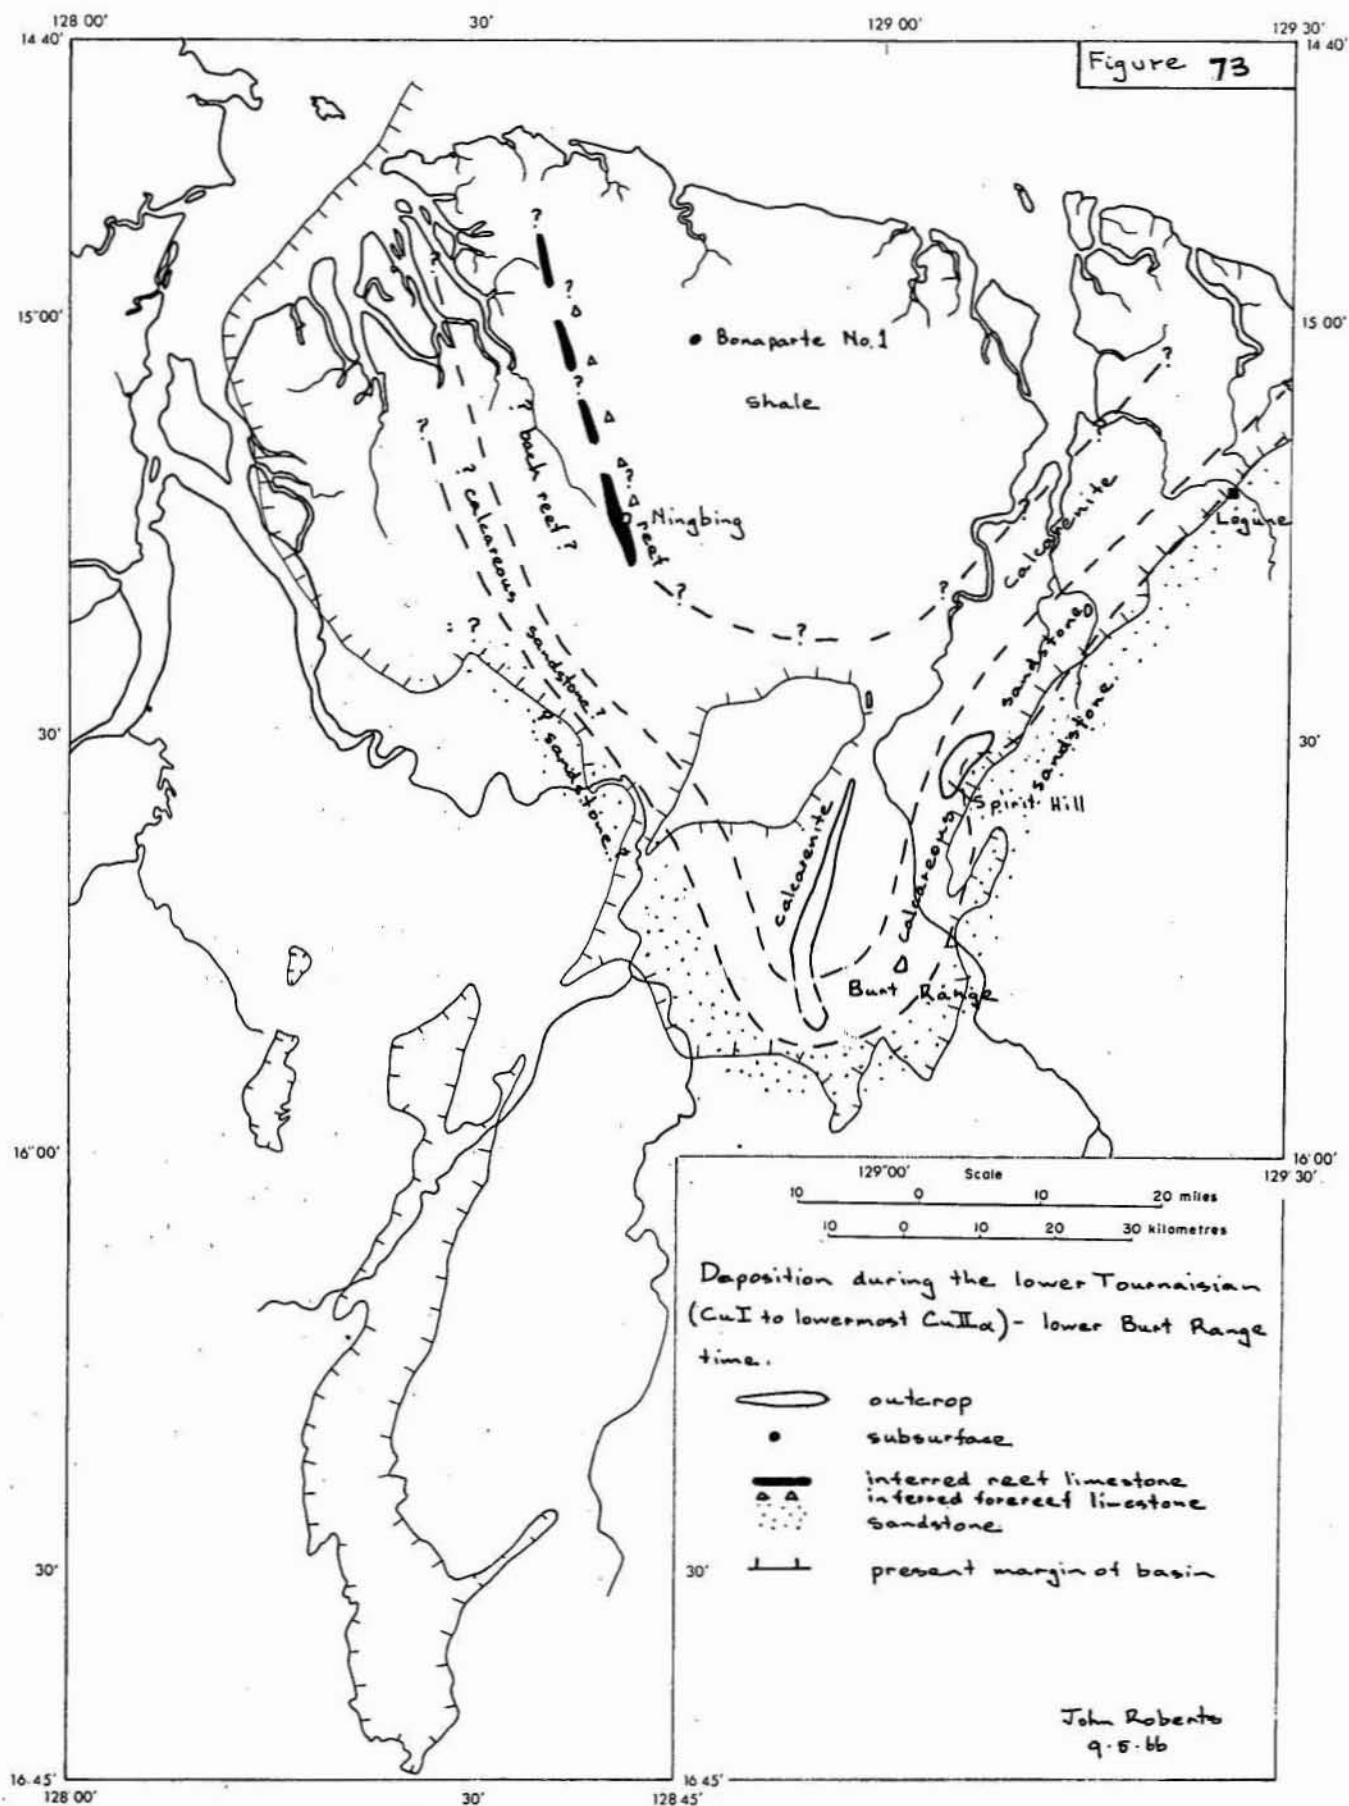 128 00'
30'
129 00'
129 30'
14 40'
14 40'
Figure 73
?
?
?
15°00'
15 00'
Bonaparte No. 1
?
?
shale
?
?
?
back reef?
?
calcareous
?
Ningbing
calcarenite
Legune
reef
?
?
?
?
?
sandstone?
sandstone
30'
30'
? sandstone.
sandstone.
Spirit Hill
calcarenite
calcareous
Burt Range
16°00'
16 00'
129°00'
129°30'
Scale
10 0 10 20 miles
10 0 10 20 30 kilometres
Deposition during the lower Tournaisian
(CuI to lowermost CuIIα) - lower Burt Range
time.
outcrop
subsurface
inferred reef limestone
inferred forereef limestone
sandstone
present margin of basin
30'
30'
John Roberts
9.5.66
16 45'
16 45'
128 00'
30'
128 45'